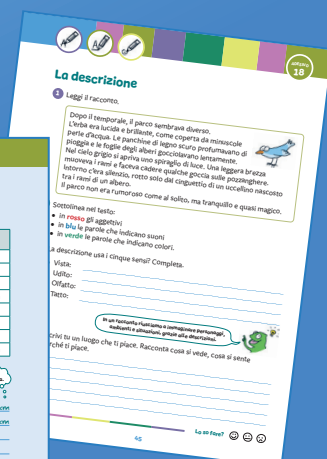 QUADERNO
18
La descrizione
1 Leggi il racconto.
Dopo il temporale, il parco sembrava diverso.
L'erba era lucida e brillante, come coperta da minuscole
perle d'acqua. Le panchine di legno scuro profumavano di
pioggia e le foglie degli alberi gocciolavano lentamente.
Nel cielo grigio si apriva uno spiraglio di luce. Una leggera brezza
muoveva i rami e faceva cadere qualche goccia sulle pozzanghere.
Intorno c'era silenzio, rotto solo dal cinguettio di un uccellino nascosto
tra i rami di un albero.
Il parco non era rumoroso come al solito, ma tranquillo e quasi magico.
Sottolinea nel testo:
• in rosso gli aggettivi
• in blu le parole che indicano suoni
• in verde le parole che indicano colori.
La descrizione usa i cinque sensi? Completa.
Vista:
Udito:
Olfatto:
Tatto:
In un racconto riusciamo a immaginare personaggi,
ambienti e situazioni, grazie alle descrizioni.
crivi tu un luogo che ti piace. Racconta cosa si vede, cosa si sente
rché ti piace.
Lo so fare?
45